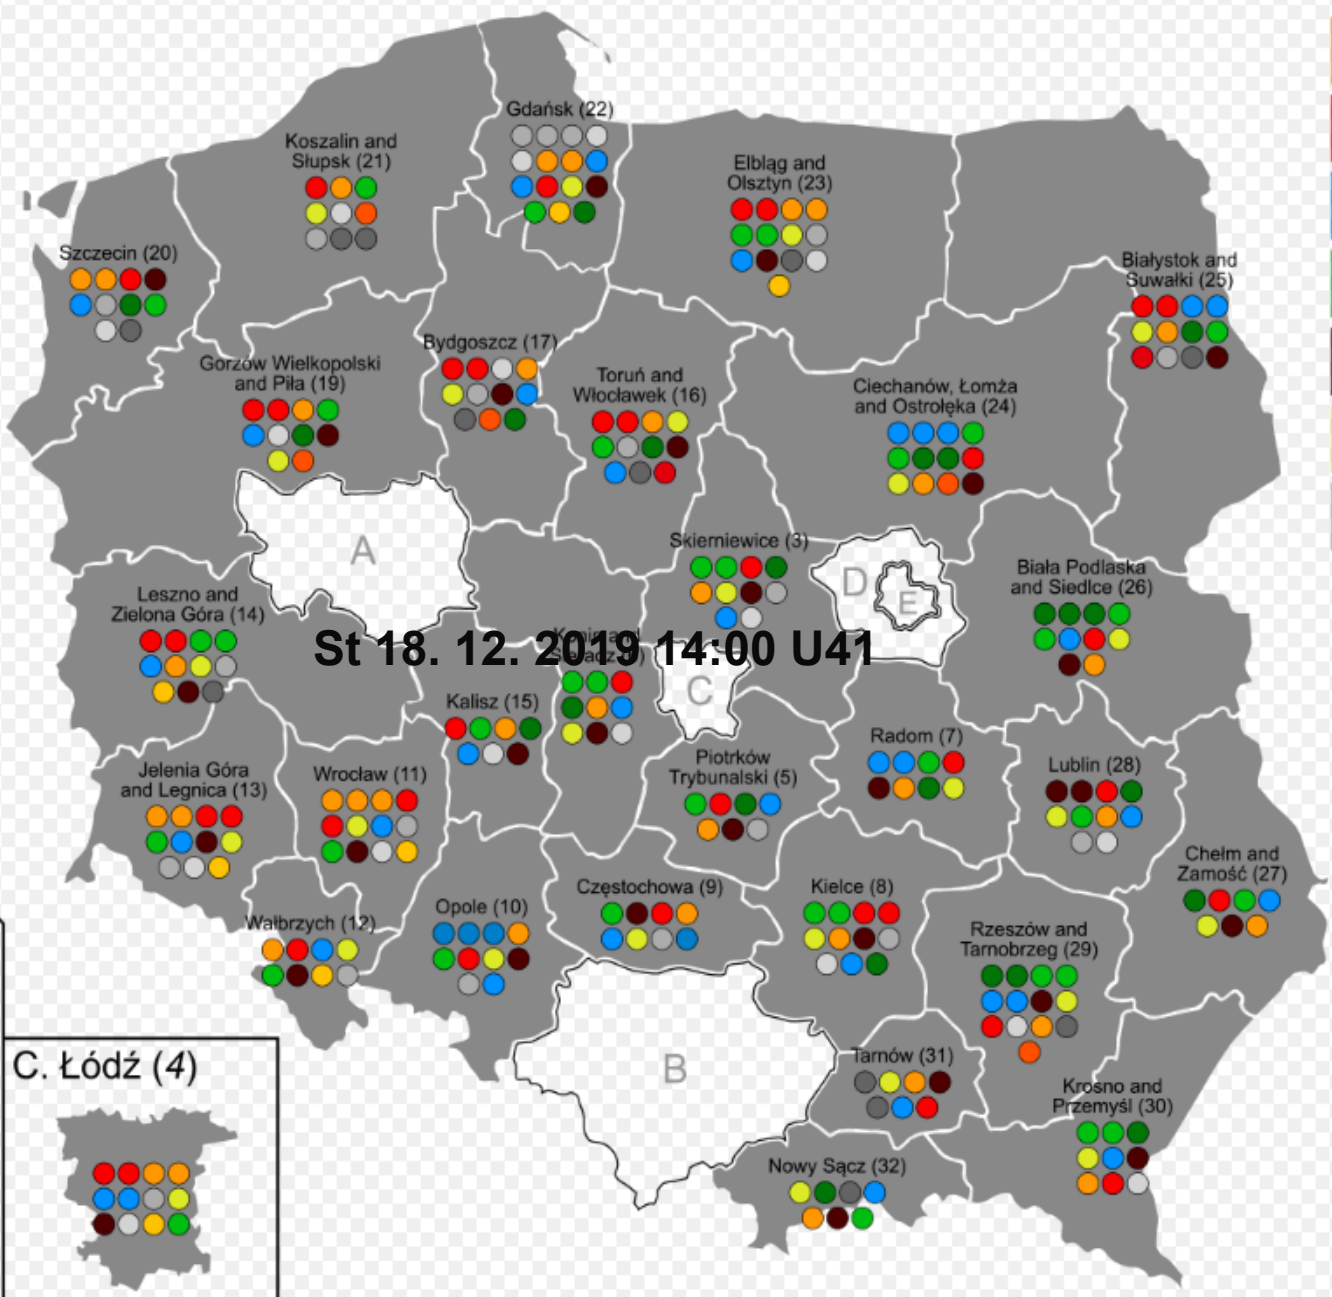 Gdańsk (22)
Koszalin and
Słupsk (21)
Elbląg and
Olsztyn (23)
Szczecin (20)
Białystok and
Suwałki (25)
Bydgoszcz (17)
Gorzów Wielkopolski
and Piła (19)
Toruń and
Włocławek (16)
Ciechanów, Łomża
and Ostrołęka (24)
A
Skierniewice (3)
D
E
Biała Podlaska
and Siedlce (26)
Leszno and
Zielona Góra (14)
St 18. 12. 2019 14:00 U41
C
Kalisz (15)
Radom (7)
Piotrków
Trybunalski (5)
Lublin (28)
Jelenia Góra
and Legnica (13)
Wrocław (11)
Chełm and
Zamość (27)
Częstochowa (9)
Kielce (8)
Opole (10)
Wałbrzych (12)
Rzeszów and
Tarnobrzeg (29)
B
Tarnów (31)
C. Łódź (4)
Krosno and
Przemyśl (30)
Nowy Sącz (32)